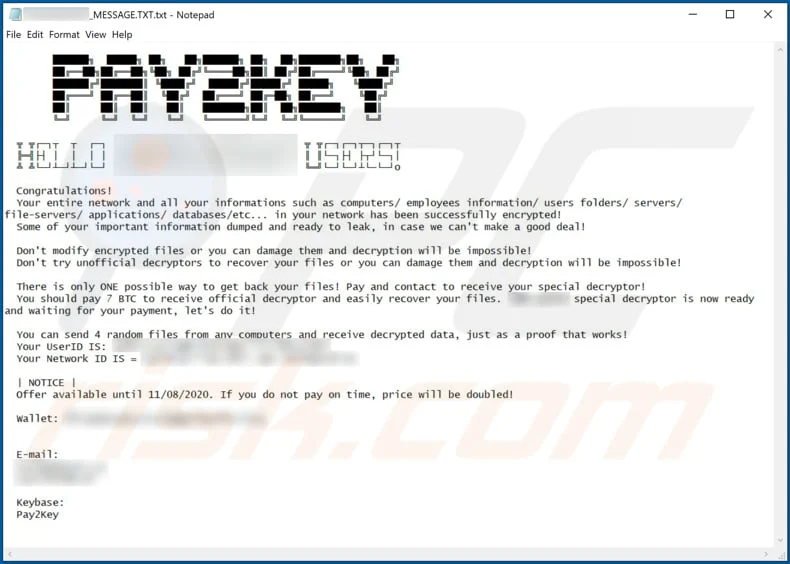 _MESSAGE.TXT.txt - Notepad
File Edit Format View Help
PAY2KEY
Hello Users!
Congratulations!
Your entire network and all your informations such as computers/ employees information/ users folders/ servers/
file-servers/ applications/ databases/etc... in your network has been successfully encrypted!
Some of your important information dumped and ready to leak, in case we can't make a good deal!
Don't modify encrypted files or you can damage them and decryption will be impossible!
Don't try unofficial decryptors to recover your files or you can damage them and decryption will be impossible!
There is only ONE possible way to get back your files! Pay and contact to receive your special decryptor!
You should pay 7 BTC to receive official decryptor and easily recover your files. special decryptor is now ready
and waiting for your payment, let's do it!
You can send 4 random files from any computers and receive decrypted data, just as a proof that works!
Your UserID IS:
Your Network ID IS =
| NOTICE |
Offer available until 11/08/2020. If you do not pay on time, price will be doubled!
Wallet:
E-mail:
Keybase:
Pay2Key
PC
risk.com